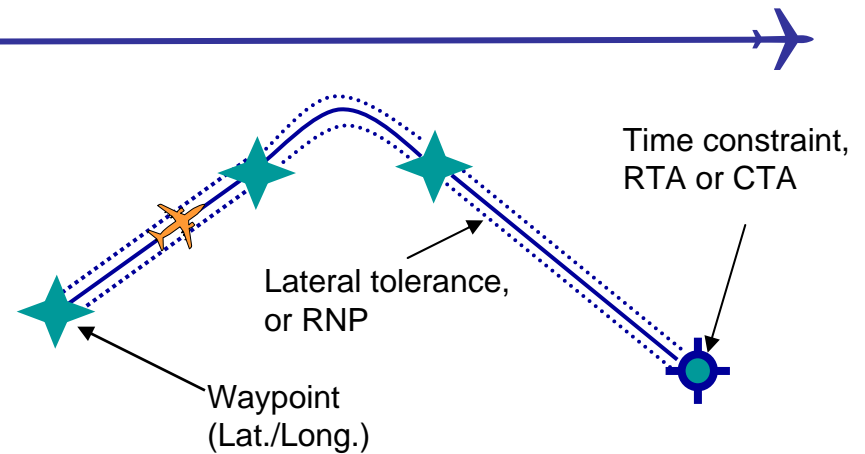 Time constraint,
RTA or CTA
Lateral tolerance,
or RNP
Waypoint
(Lat./Long.)